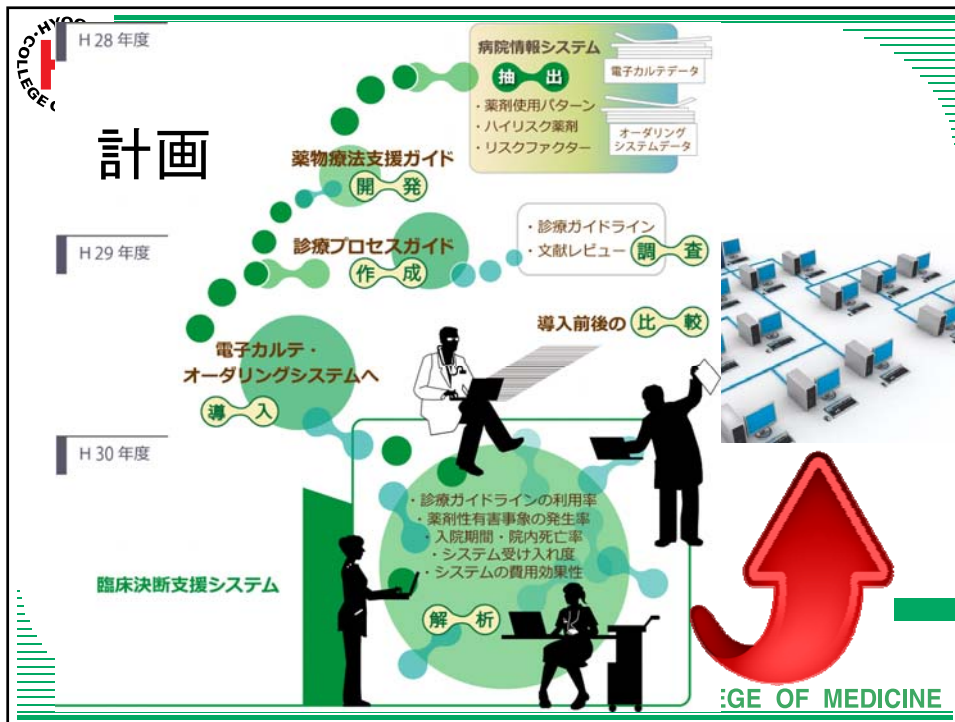 H 28 年度
計画
病院情報システム
抽 出
・薬剤使用パターン
・ハイリスク薬剤
・リスクファクター
電子カルテデータ
オーダリング
システムデータ
薬物療法支援ガイド
開 発
H 29 年度
診療プロセスガイド
作 成
・診療ガイドライン
・文献レビュー
調 査
導入前後の 比 較
電子カルテ・
オーダリングシステムへ
導 入
H 30 年度
・診療ガイドラインの利用率
・薬剤性有害事象の発生率
・入院期間・院内死亡率
・システム受け入れ度
・システムの費用効果性
臨床決断支援システム
解 析
OF MEDICINE